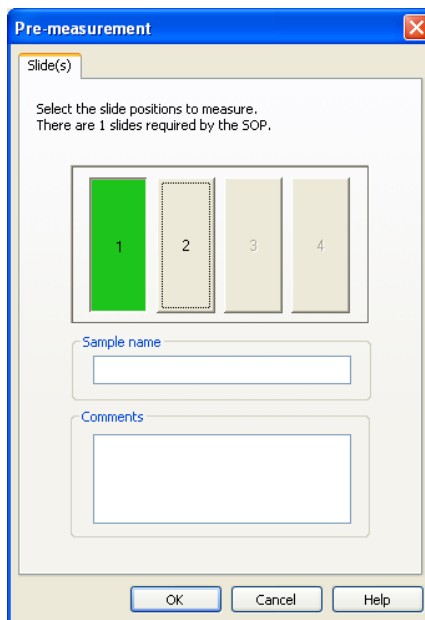 Pre-measurement
Slide(s)
Select the slide positions to measure.
There are 1 slides required by the SOP.
1 2 3 4
Sample name
Comments
OK Cancel Help